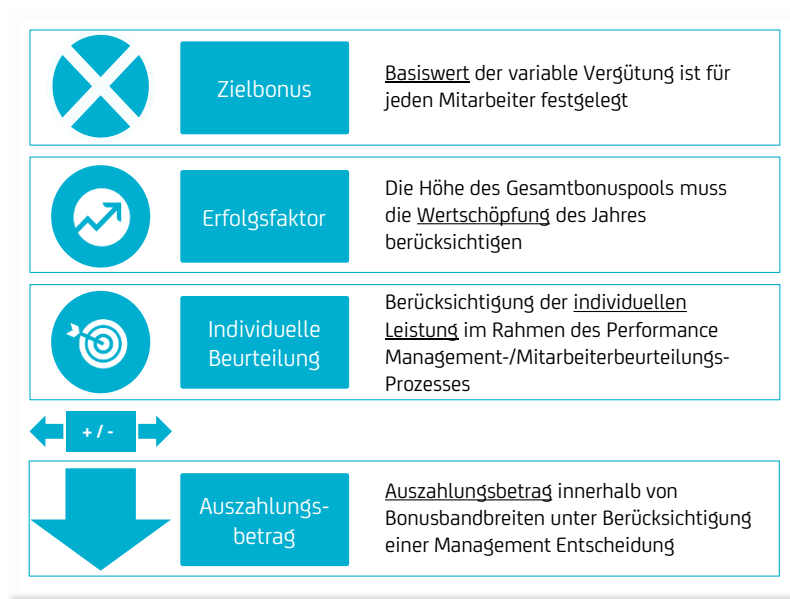 Zielbonus
Basiswert der variable Vergütung ist für
jeden Mitarbeiter festgelegt
Erfolgsfaktor
Die Höhe des Gesamtbonuspools muss
die Wertschöpfung des Jahres
berücksichtigen
Individuelle
Beurteilung
Berücksichtigung der individuellen
Leistung im Rahmen des Performance
Management-/Mitarbeiterbeurteilungs-
Prozesses
+ / -
Auszahlungs-
betrag
Auszahlungsbetrag innerhalb von
Bonusbandbreiten unter Berücksichtigung
einer Management Entscheidung